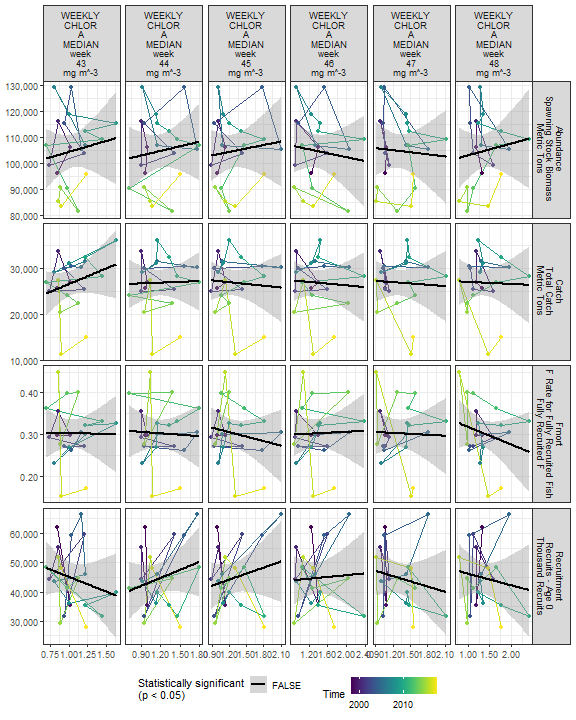 WEEKLY
CHLOR
A
MEDIAN
week
43
mg m^-3
WEEKLY
CHLOR
A
MEDIAN
week
44
mg m^-3
WEEKLY
CHLOR
A
MEDIAN
week
45
mg m^-3
WEEKLY
CHLOR
A
MEDIAN
week
46
mg m^-3
WEEKLY
CHLOR
A
MEDIAN
week
47
mg m^-3
WEEKLY
CHLOR
A
MEDIAN
week
48
mg m^-3
130,000
120,000
110,000
100,000
90,000
80,000
Abundance
Spawning Stock Biomass
Metric Tons
30,000
20,000
10,000
Catch
Total Catch
Metric Tons
0.40
0.30
0.20
Fmort
F Rate for Fully Recruited Fish
Fully Recruited F
60,000
50,000
40,000
30,000
Recruitment
Recruits - Age 0
Thousand Recruits
0.75 1.00 1.25 1.50
0.90 1.20 1.50 1.80
0.90 1.20 1.50 1.80 2.10
1.20 1.60 2.00 2.40
0.90 1.20 1.50 1.80 2.10
1.00 1.50 2.00
Statistically significant
(p < 0.05)
FALSE
Time
2000 2010